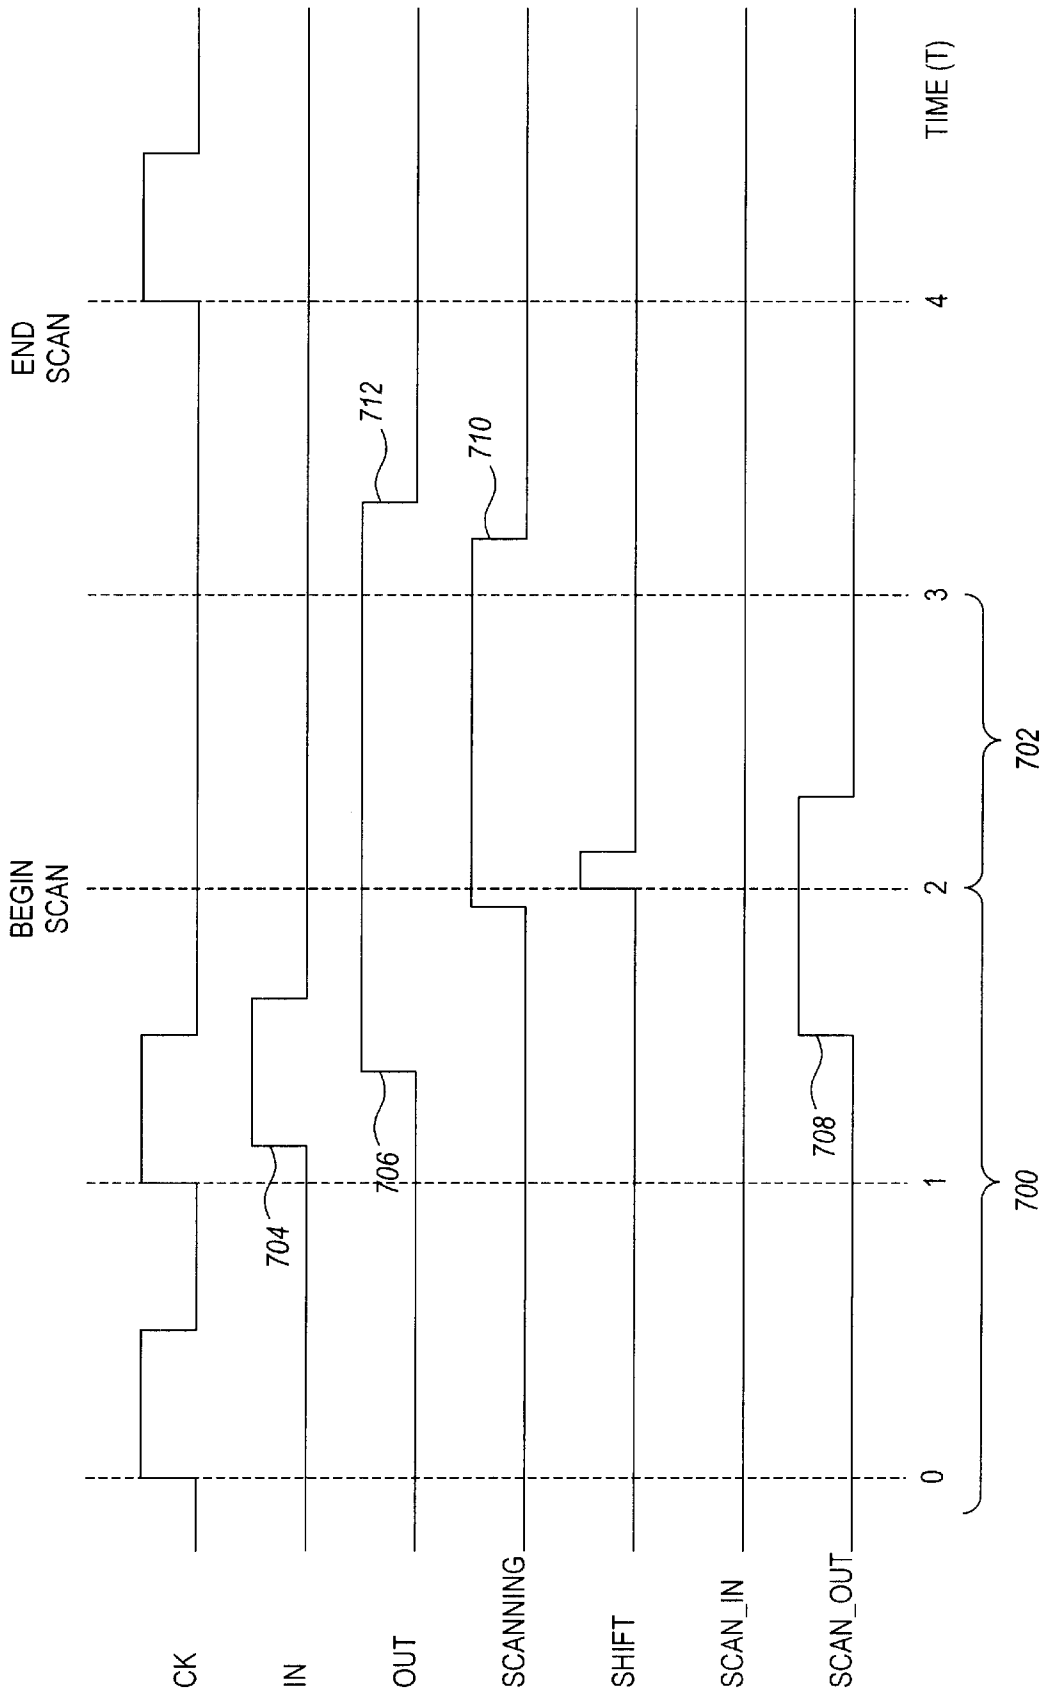 BEGIN
SCAN
END
SCAN
CK
IN
704
OUT
706
712
SCANNING
710
SHIFT
SCAN_IN
SCAN_OUT
708
0
1
2
3
4
TIME (T)
700
702